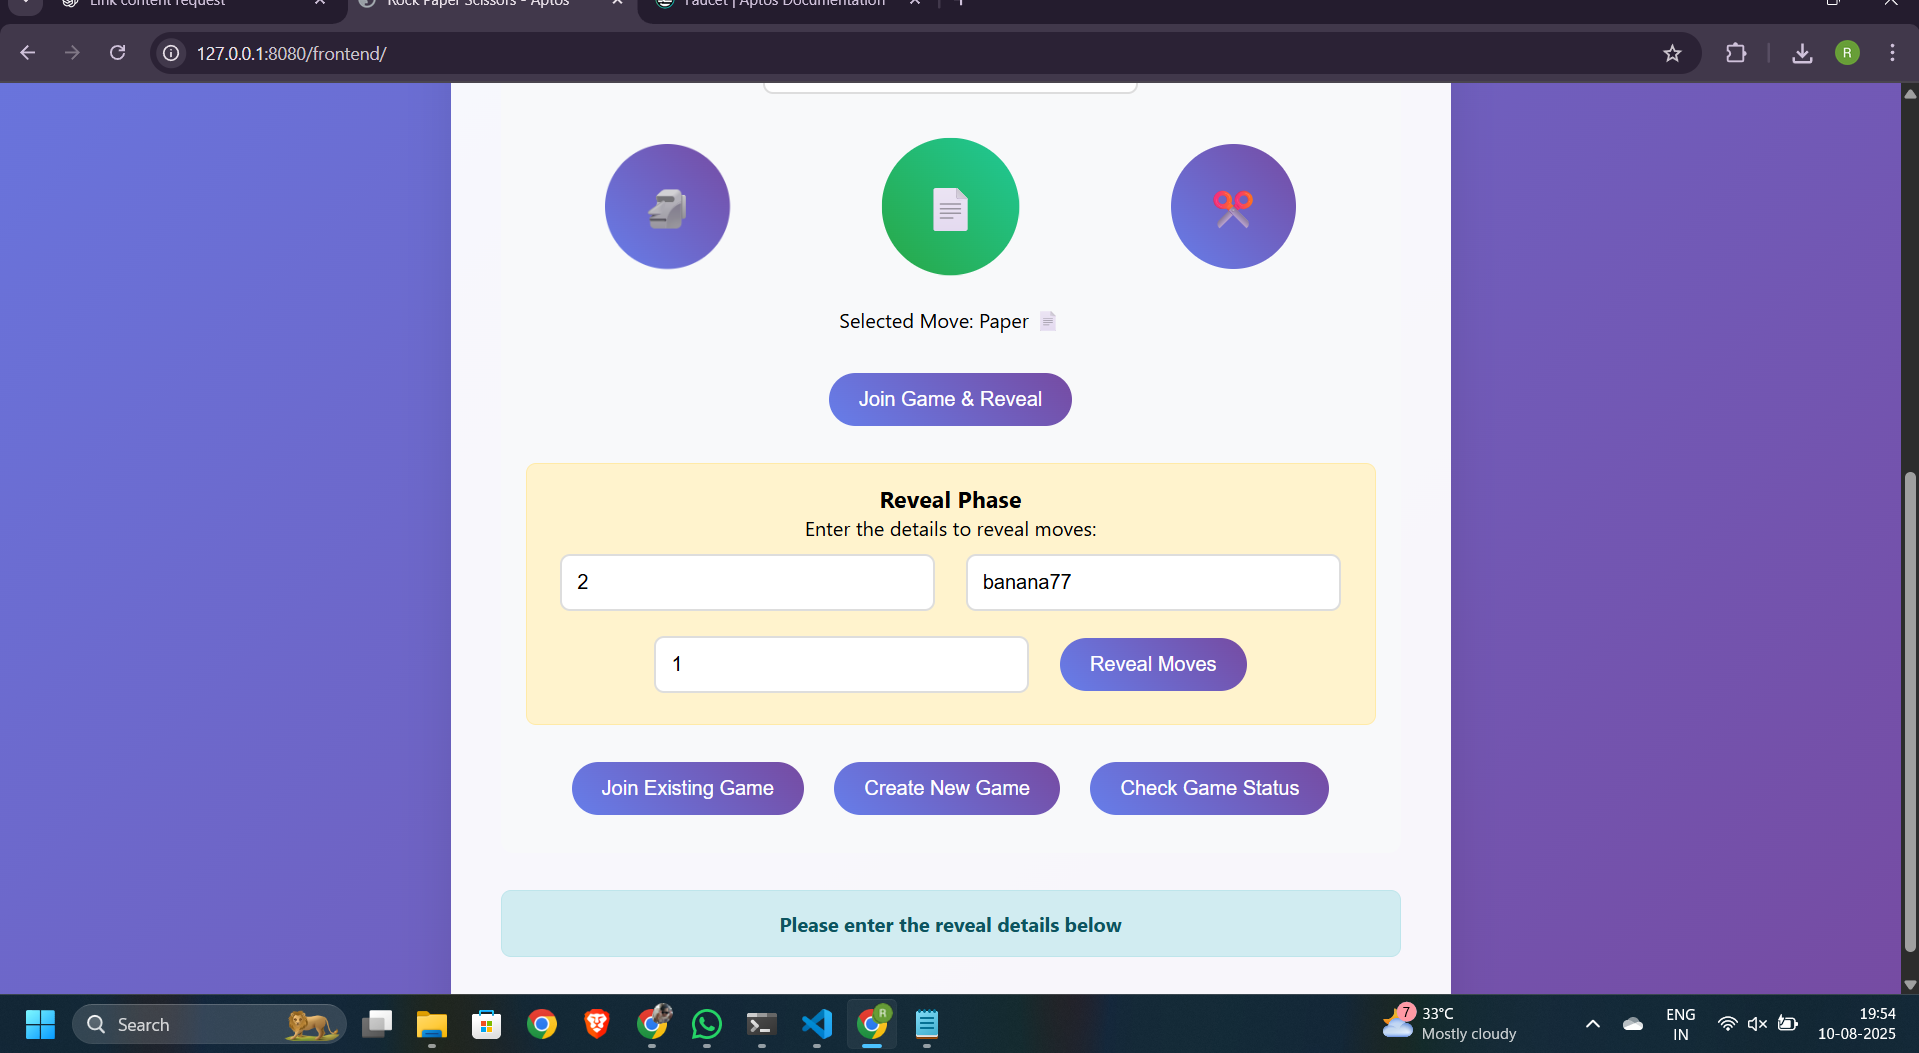 Link content request
Rock Paper Scissors - Aptos
Faucet | Aptos Documentation
127.0.0.1:8080/frontend/
R
Selected Move: Paper
Join Game & Reveal
Reveal Phase
Enter the details to reveal moves:
2
banana77
1
Reveal Moves
Join Existing Game
Create New Game
Check Game Status
Please enter the reveal details below
Search
R
7
33°C
Mostly cloudy
ENG
IN
19:54
10-08-2025